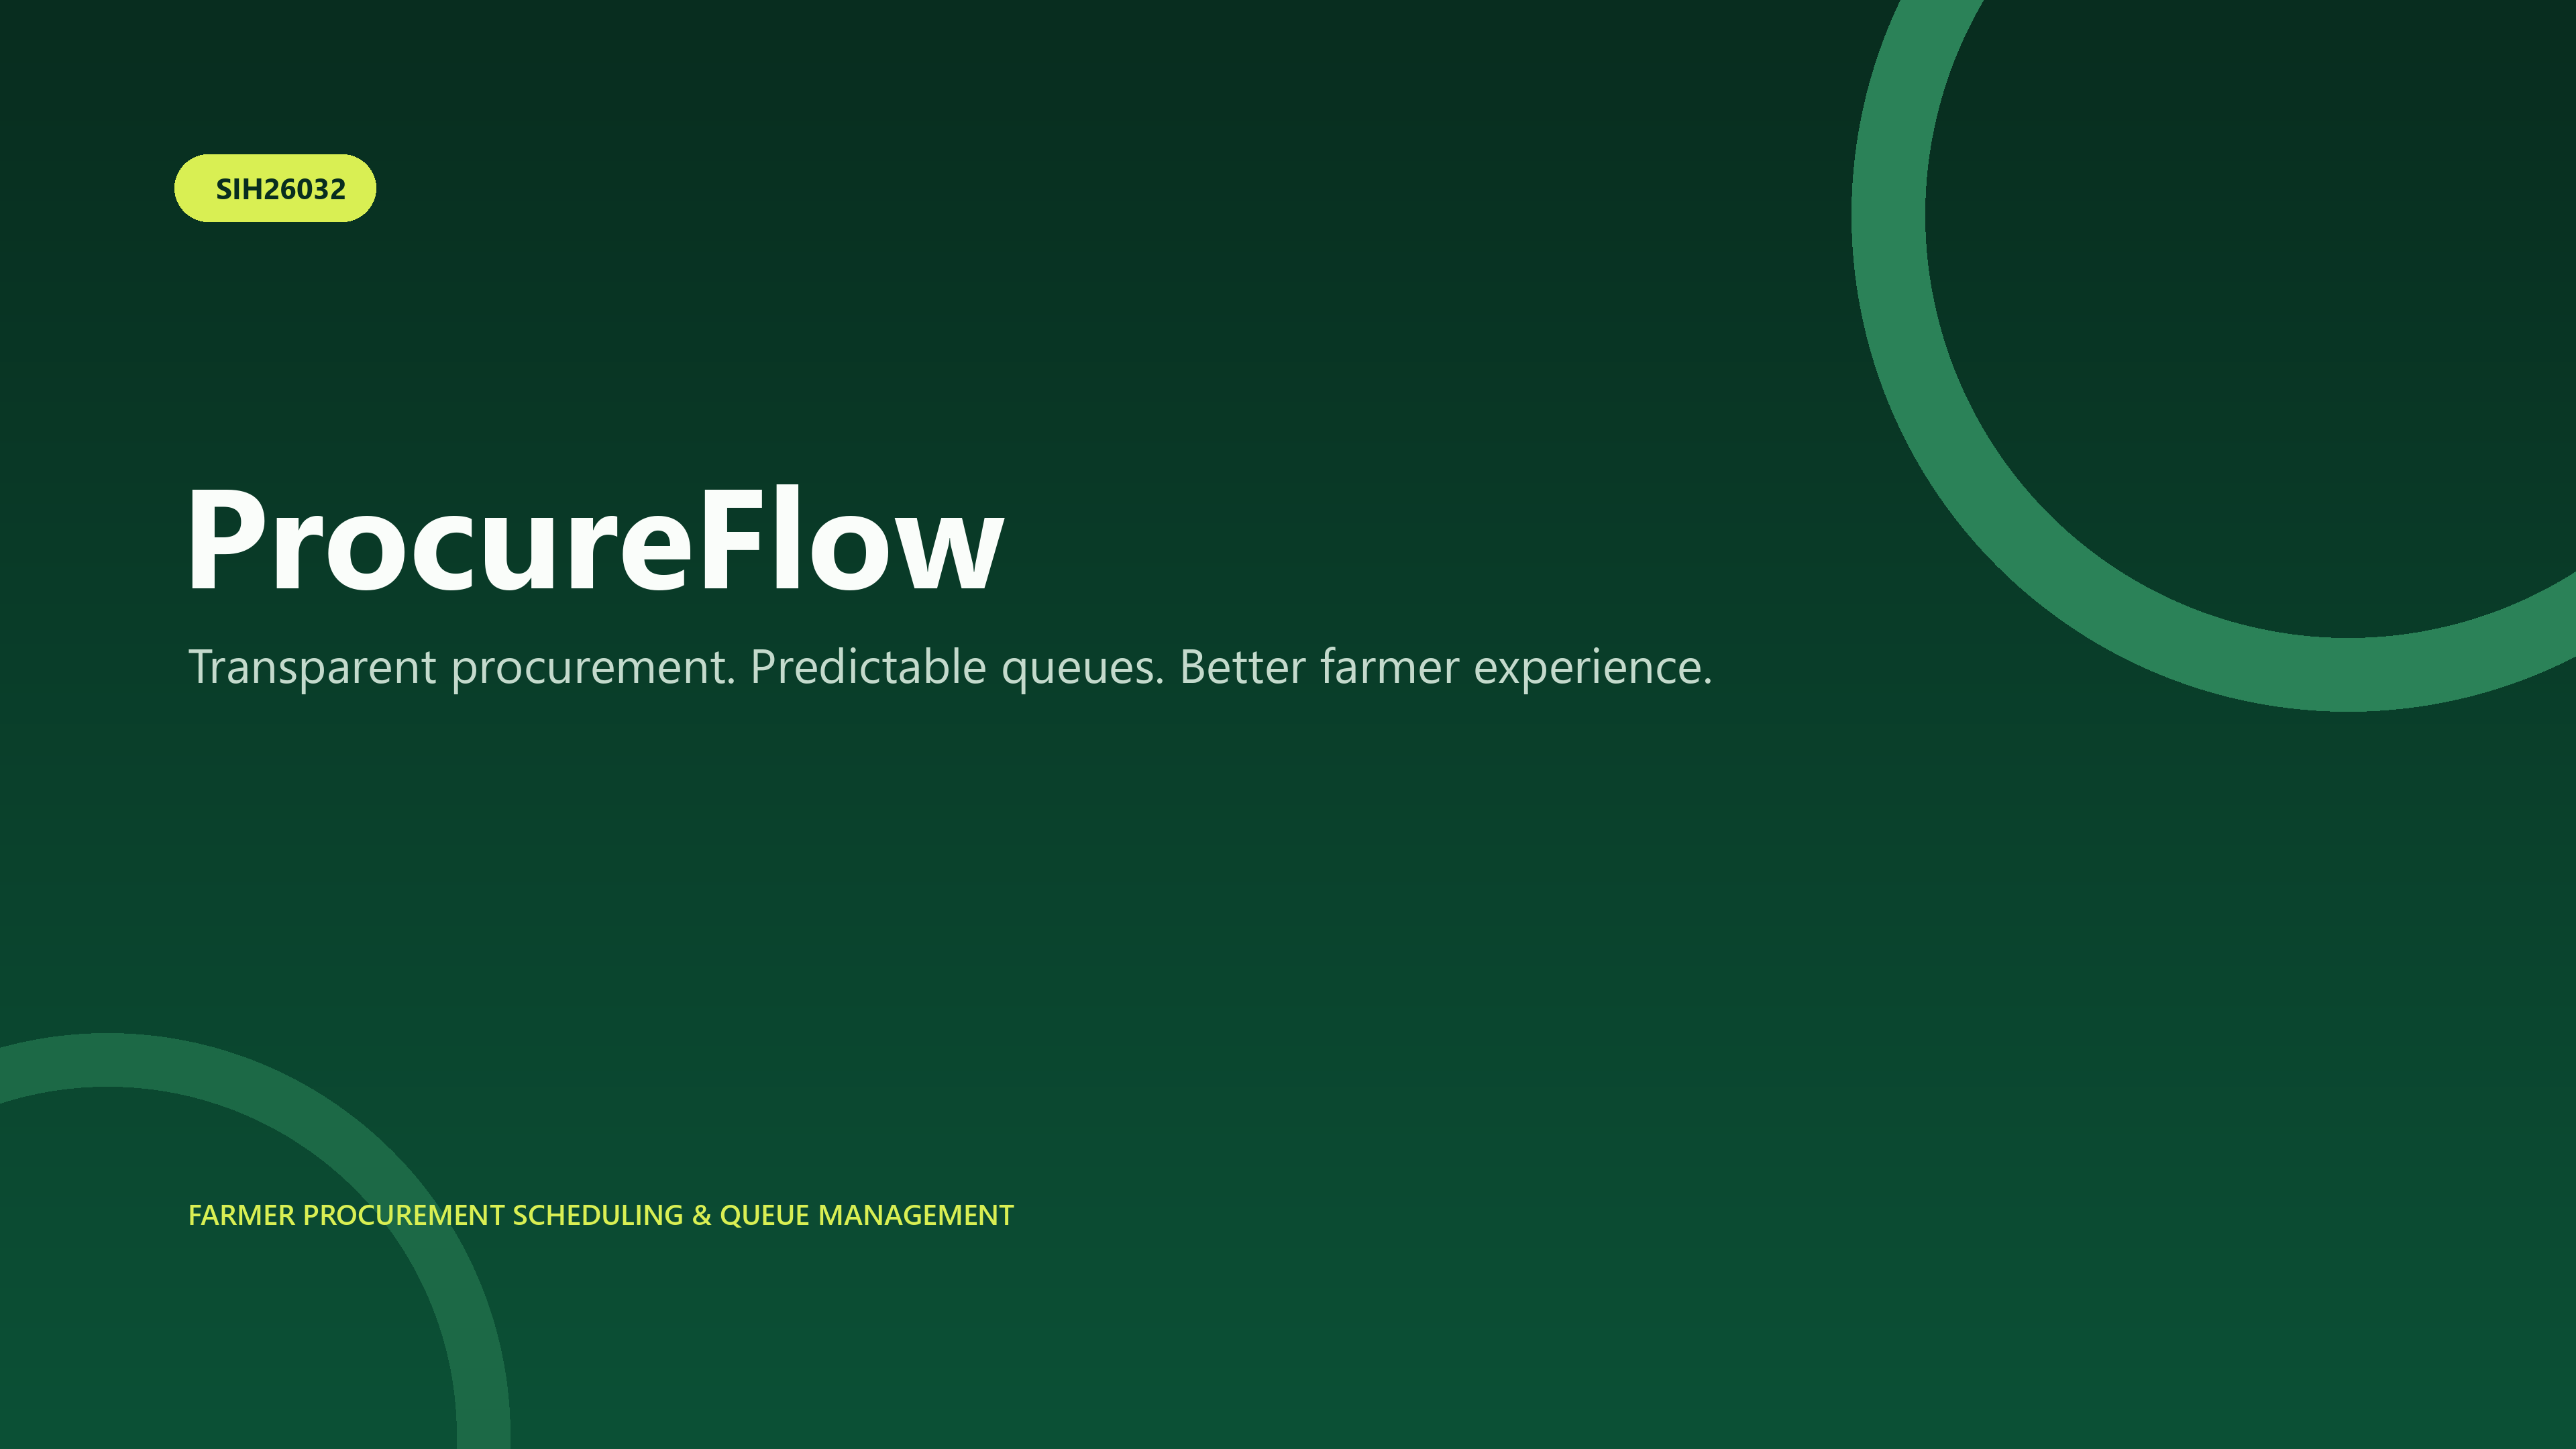 SIH26032
ProcureFlow
Transparent procurement. Predictable queues. Better farmer experience.
FARMER PROCUREMENT SCHEDULING & QUEUE MANAGEMENT